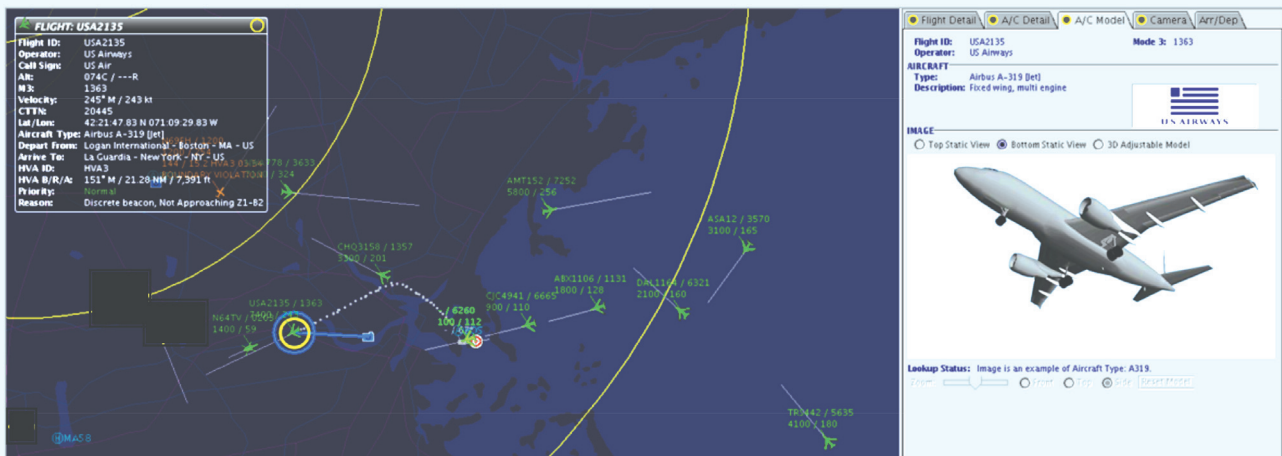 FLIGHT: USA2135
Flight ID: USA2135
Operator: US Airways
Call Sign: US Air
Alt: 074C / ---R
M3: 1363
Velocity: 245° M / 243 kt
CTTN: 20445
Lat/Lon: 42:21:47.83 N 071:09:29.83 W
Aircraft Type: Airbus A-319 [Jet]
Depart From: Logan International - Boston - MA - US
Arrive To: La Guardia - New York - NY - US
HVA ID: HVA3
HVA B/R/A: 151° M / 21.28 NM / 7,391 ft
Priority: Normal
Reason: Discrete beacon, Not Approaching Z1-B2
778 / 3633
/ 324
AMT152 / 7252
5800 / 256
ASA12 / 3570
3100 / 165
CHQ3158 / 1357
3300 / 201
ABX1106 / 1131
1800 / 128
DAL1164 / 6321
2100 / 160
CJC4941 / 6665
900 / 110
USA2135 / 1363
/ 6260
100 / 112
N64TV /
1400 / 59
TRS442 / 5635
4100 / 180
MA58
Flight Detail
A/C Detail
A/C Model
Camera
Arr/Dep
Flight ID: USA2135 Mode 3: 1363
Operator: US Airways
AIRCRAFT
Type: Airbus A-319 [Jet]
Description: Fixed wing, multi engine
US AIRWAYS
IMAGE
Top Static View Bottom Static View 3D Adjustable Model
Lookup Status: Image is an example of Aircraft Type: A319.
Zoom: Front Top Side Reset Model